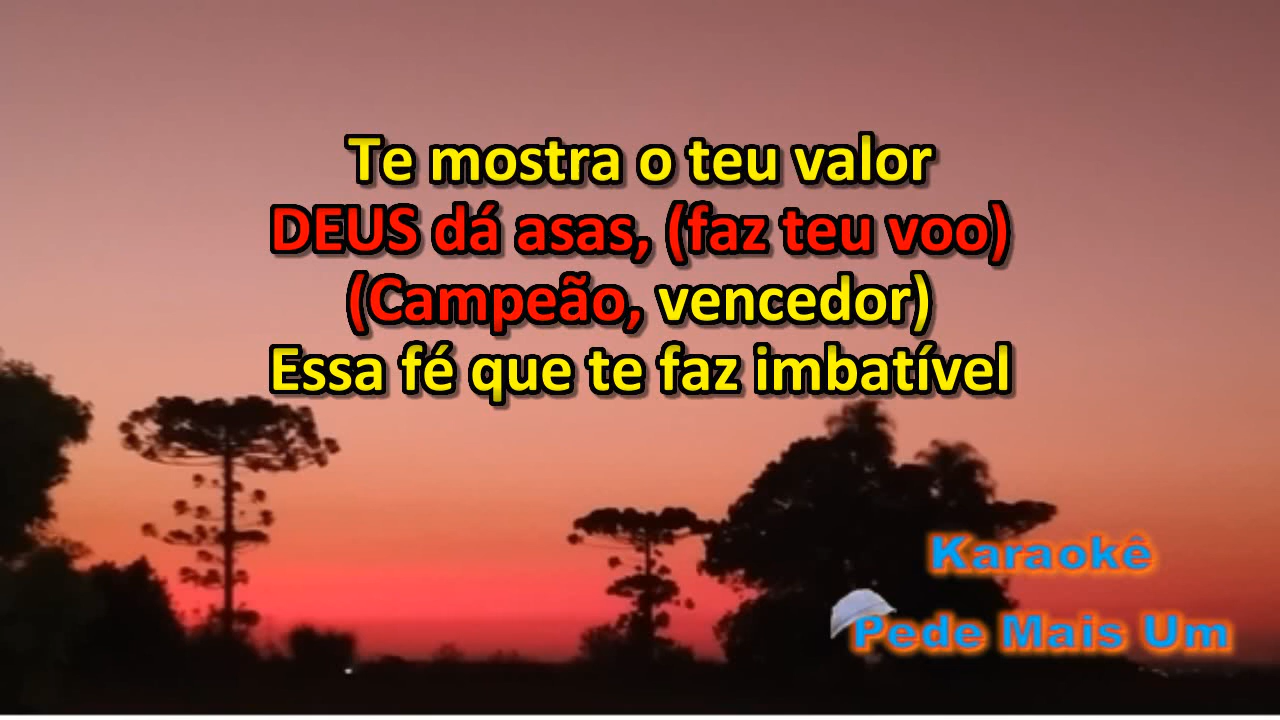 Te mostra o teu valor
DEUS dá asas, (faz teu voo)
(Campeão, vencedor)
Essa fé que te faz imbatível
Karaokê
Pede Mais Um